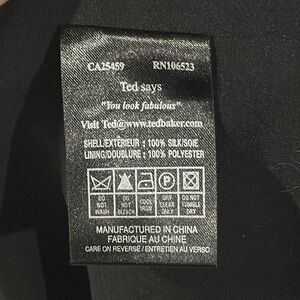 CA25459 RN106523
Ted says
"You look fabulous"
Visit Ted@www.tedbaker.com
SHELL/EXTÉRIEUR : 100% SILK/SOIE
LINING/DOUBLURE : 100% POLYESTER
DO NOT WASH
DO NOT BLEACH
COOL IRON
P
DRY CLEAN ONLY
DO NOT TUMBLE DRY
MANUFACTURED IN CHINA
FABRIQUE AU CHINE
CARE ON REVERSE / ENTRETIEN AU VERSO